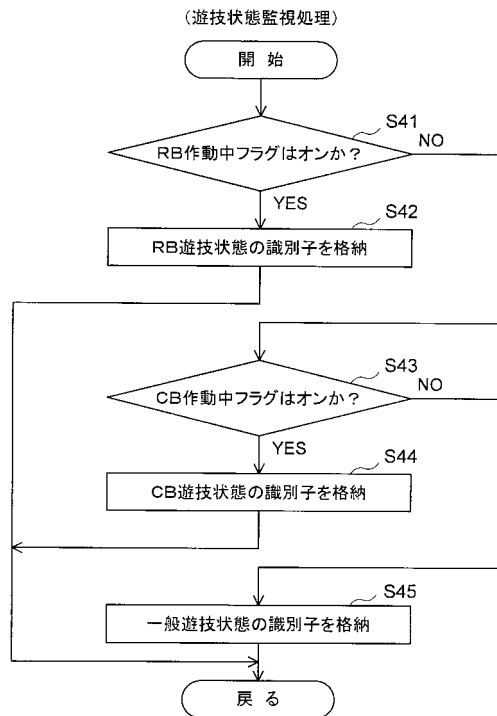 (遊技状態監視処理)
開 始
S41
RB作動中フラグはオンか？
NO
YES
S42
RB遊技状態の識別子を格納
S43
CB作動中フラグはオンか？
NO
YES
S44
CB遊技状態の識別子を格納
S45
一般遊技状態の識別子を格納
戻 る